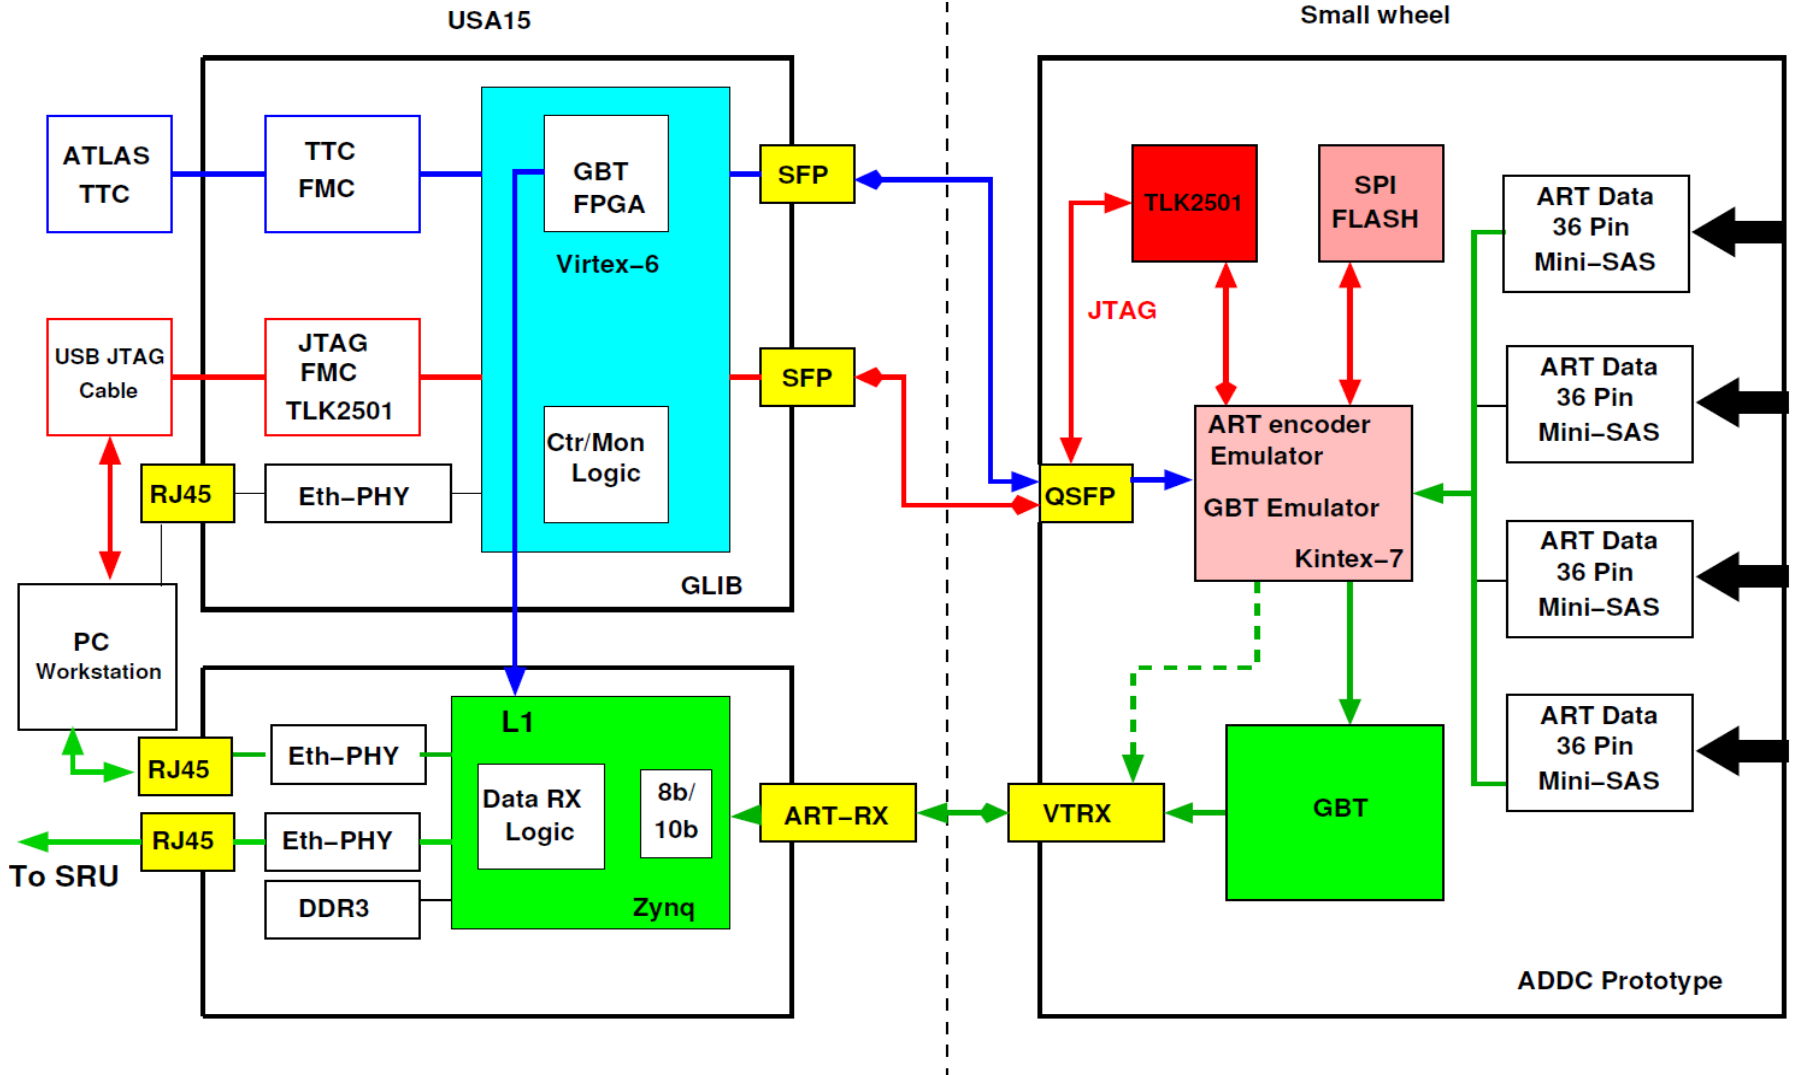 USA15
Small wheel
ATLAS
TTC
TTC
FMC
GBT
FPGA
Virtex–6
SFP
USB JTAG
Cable
JTAG
FMC
TLK2501
SFP
Ctr/Mon
Logic
RJ45
Eth–PHY
GLIB
PC
Workstation
L1
RJ45
Eth–PHY
Data RX
Logic
8b/
10b
RJ45
Eth–PHY
To SRU
DDR3
Zynq
ART–RX
TLK2501
SPI
FLASH
JTAG
QSFP
ART encoder
Emulator
GBT Emulator
Kintex–7
VTRX
GBT
ART Data
36 Pin
Mini–SAS
ART Data
36 Pin
Mini–SAS
ART Data
36 Pin
Mini–SAS
ART Data
36 Pin
Mini–SAS
ADDC Prototype